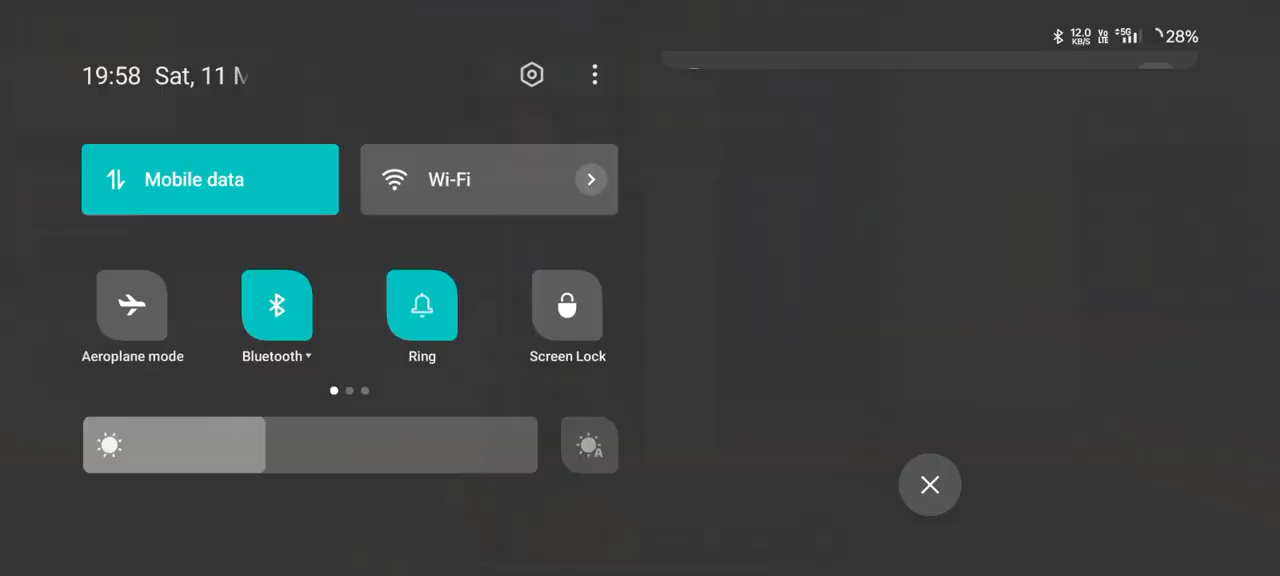 12.0 KB/S Vo LTE 5G 28%
19:58 Sat, 11
Mobile data
Wi-Fi
Aeroplane mode
Bluetooth
Ring
Screen Lock
A